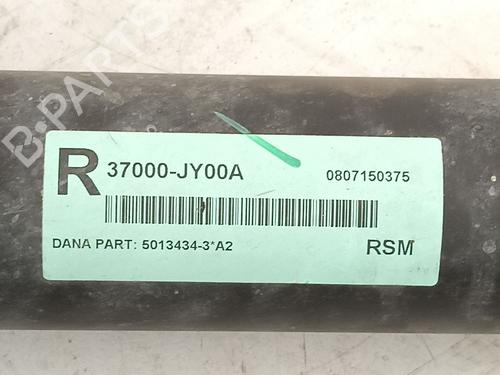 B-PARTS
R 37000-JY00A 0807150375
DANA PART: 5013434-3*A2 RSM